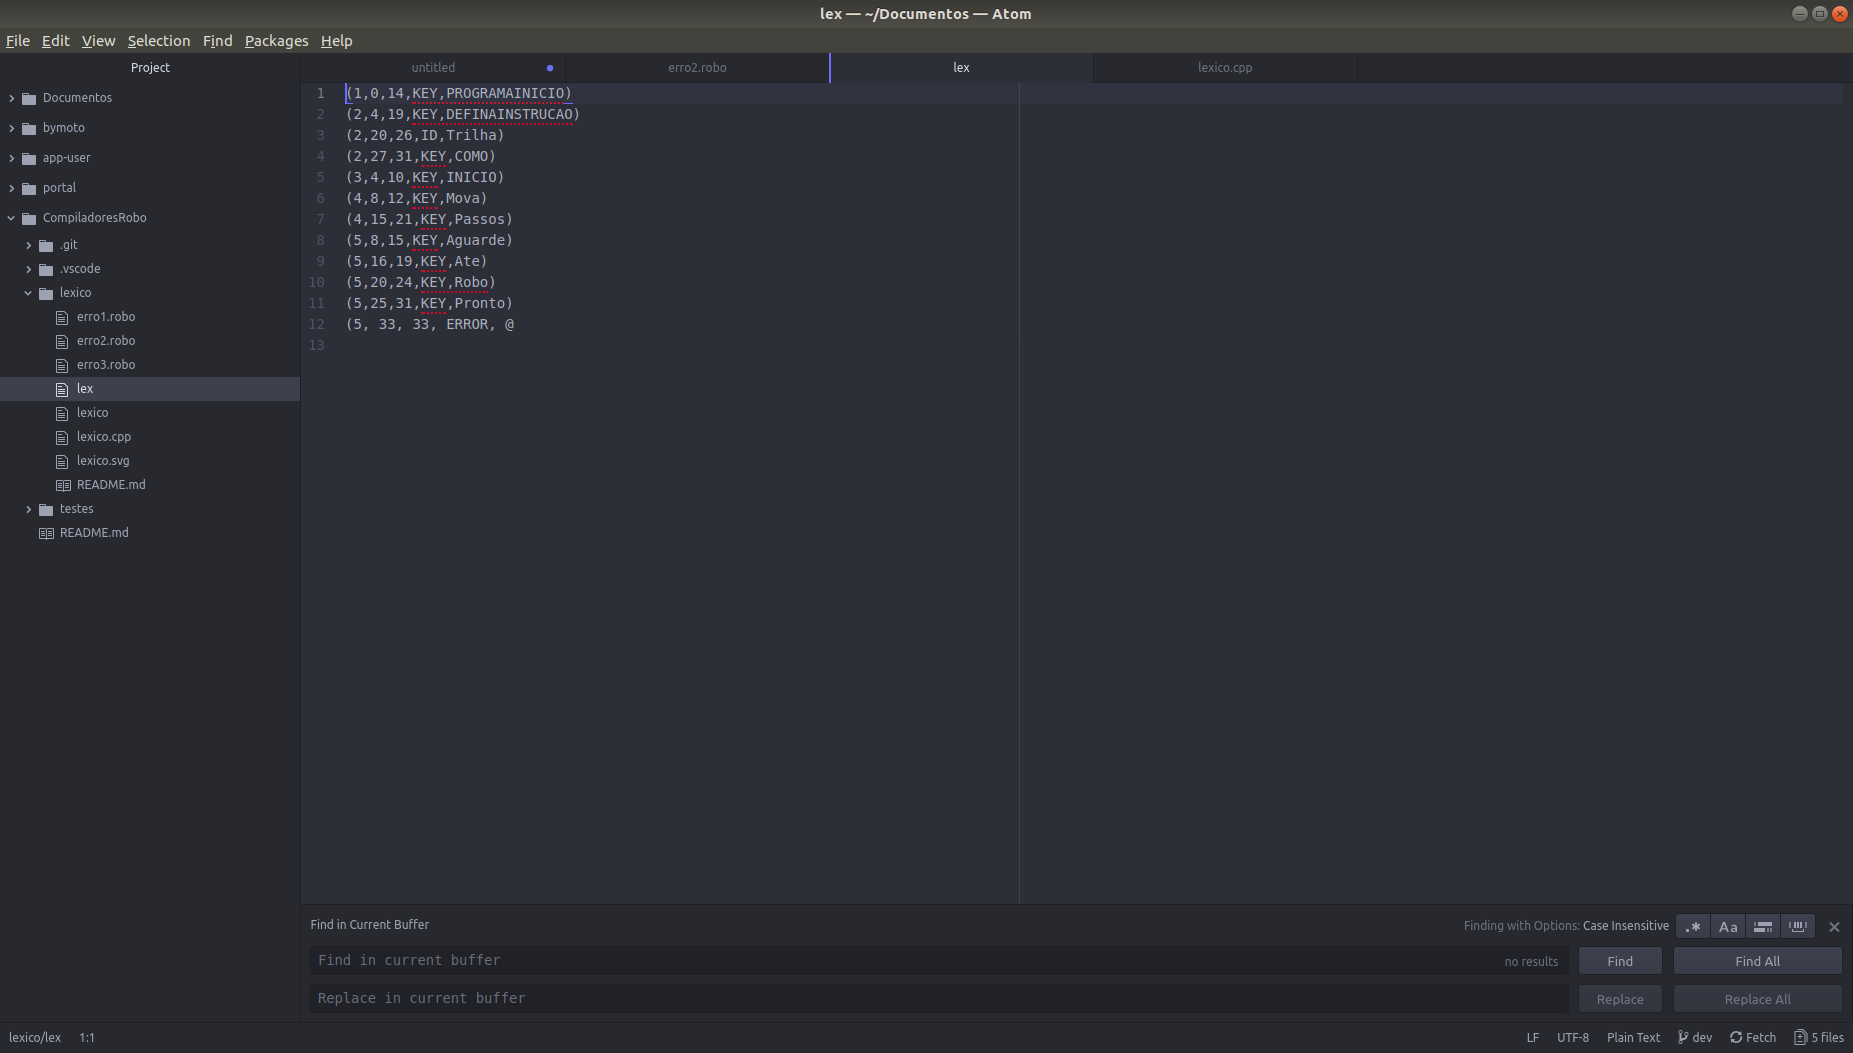 lex — ~/Documentos — Atom
File Edit View Selection Find Packages Help
Project
Documentos
bymoto
app-user
portal
CompiladoresRobo
.git
.vscode
lexico
erro1.robo
erro2.robo
erro3.robo
lex
lexico
lexico.cpp
lexico.svg
README.md
testes
README.md
untitled erro2.robo lex lexico.cpp
1 (1,0,14,KEY,PROGRAMAINICIO)
2 (2,4,19,KEY,DEFINAINSTRUCAO)
3 (2,20,26,ID,Trilha)
4 (2,27,31,KEY,COMO)
5 (3,4,10,KEY,INICIO)
6 (4,8,12,KEY,Mova)
7 (4,15,21,KEY,Passos)
8 (5,8,15,KEY,Aguarde)
9 (5,16,19,KEY,Ate)
10 (5,20,24,KEY,Robo)
11 (5,25,31,KEY,Pronto)
12 (5, 33, 33, ERROR, @
13
Find in Current Buffer Finding with Options: Case Insensitive .* Aa
Find in current buffer no results Find Find All
Replace in current buffer Replace Replace All
lexico/lex 1:1 LF UTF-8 Plain Text dev Fetch 5 files